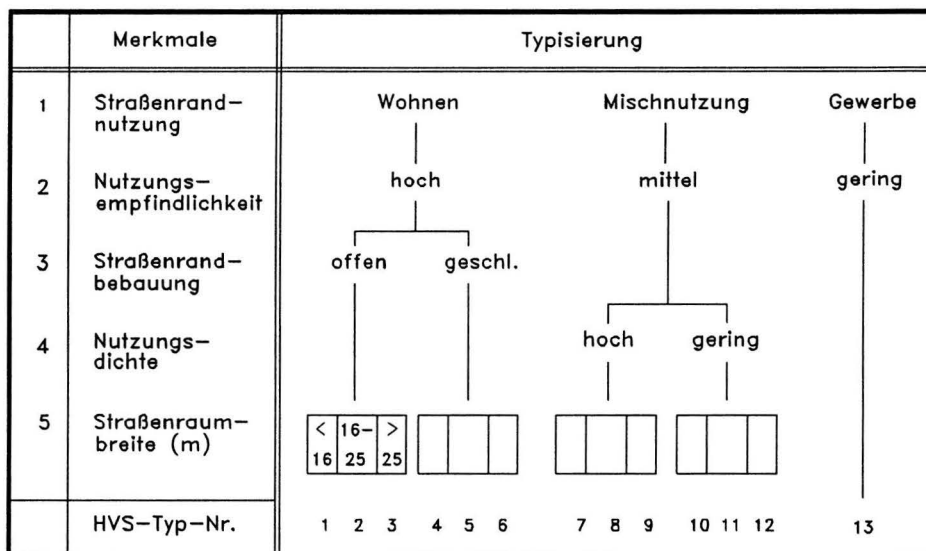 Merkmale Typisierung
1 Straßenrand- Wohnen Mischnutzung Gewerbe
nutzung
2 Nutzungs- hoch mittel gering
empfindlichkeit
3 Straßenrand- offen geschl.
bebauung
4 Nutzungs- hoch gering
dichte
5 Straßenraum- < 16- >
breite (m) 16 25 25
HVS-Typ-Nr. 1 2 3 4 5 6 7 8 9 10 11 12 13